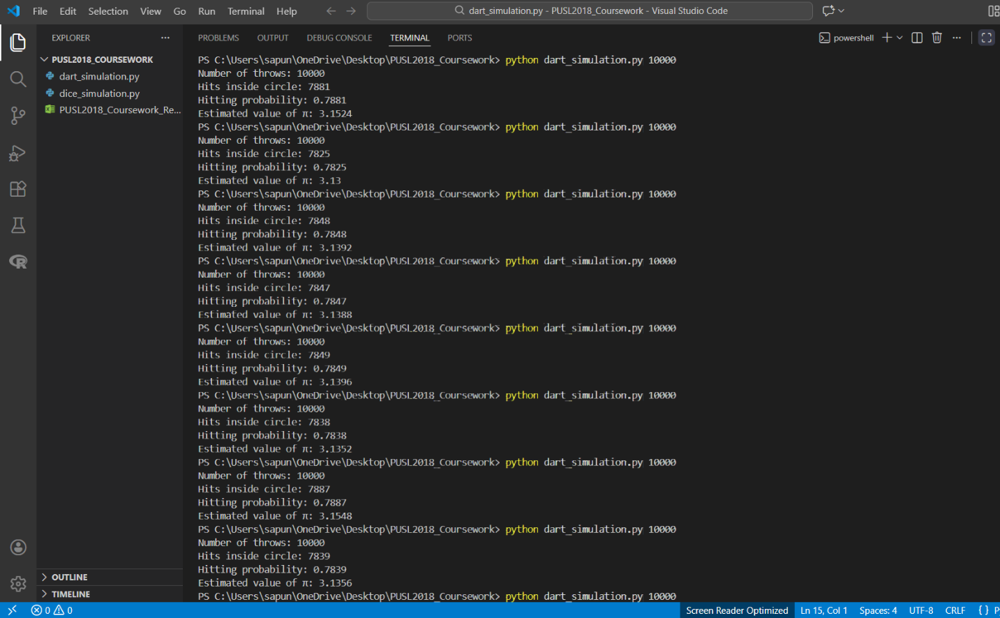 File Edit Selection View Go Run Terminal Help dart_simulation.py - PUSL2018_Coursework - Visual Studio Code
EXPLORER
PUSL2018_COURSEWORK
dart_simulation.py
dice_simulation.py
PUSL2018_Coursework_Re...
OUTLINE
TIMELINE
PROBLEMS OUTPUT DEBUG CONSOLE TERMINAL PORTS powershell
PS C:\Users\sapun\OneDrive\Desktop\PUSL2018_Coursework> python dart_simulation.py 10000
Number of throws: 10000
Hits inside circle: 7881
Hitting probability: 0.7881
Estimated value of π: 3.1524
PS C:\Users\sapun\OneDrive\Desktop\PUSL2018_Coursework> python dart_simulation.py 10000
Number of throws: 10000
Hits inside circle: 7825
Hitting probability: 0.7825
Estimated value of π: 3.13
PS C:\Users\sapun\OneDrive\Desktop\PUSL2018_Coursework> python dart_simulation.py 10000
Number of throws: 10000
Hits inside circle: 7848
Hitting probability: 0.7848
Estimated value of π: 3.1392
PS C:\Users\sapun\OneDrive\Desktop\PUSL2018_Coursework> python dart_simulation.py 10000
Number of throws: 10000
Hits inside circle: 7847
Hitting probability: 0.7847
Estimated value of π: 3.1388
PS C:\Users\sapun\OneDrive\Desktop\PUSL2018_Coursework> python dart_simulation.py 10000
Number of throws: 10000
Hits inside circle: 7849
Hitting probability: 0.7849
Estimated value of π: 3.1396
PS C:\Users\sapun\OneDrive\Desktop\PUSL2018_Coursework> python dart_simulation.py 10000
Number of throws: 10000
Hits inside circle: 7838
Hitting probability: 0.7838
Estimated value of π: 3.1352
PS C:\Users\sapun\OneDrive\Desktop\PUSL2018_Coursework> python dart_simulation.py 10000
Number of throws: 10000
Hits inside circle: 7887
Hitting probability: 0.7887
Estimated value of π: 3.1548
PS C:\Users\sapun\OneDrive\Desktop\PUSL2018_Coursework> python dart_simulation.py 10000
Number of throws: 10000
Hits inside circle: 7839
Hitting probability: 0.7839
Estimated value of π: 3.1356
PS C:\Users\sapun\OneDrive\Desktop\PUSL2018_Coursework> python dart_simulation.py 10000
0 0 Screen Reader Optimized Ln 15, Col 1 Spaces: 4 UTF-8 CRLF { }